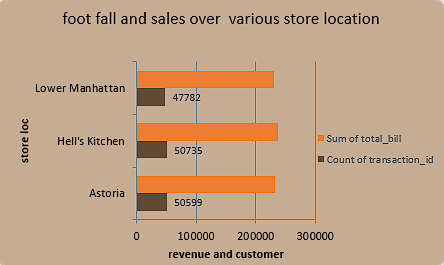 foot fall and sales over various store location
store loc
Lower Manhattan
47782
Hell's Kitchen
50735
Astoria
50599
Sum of total_bill
Count of transaction_id
0 100000 200000 300000
revenue and customer